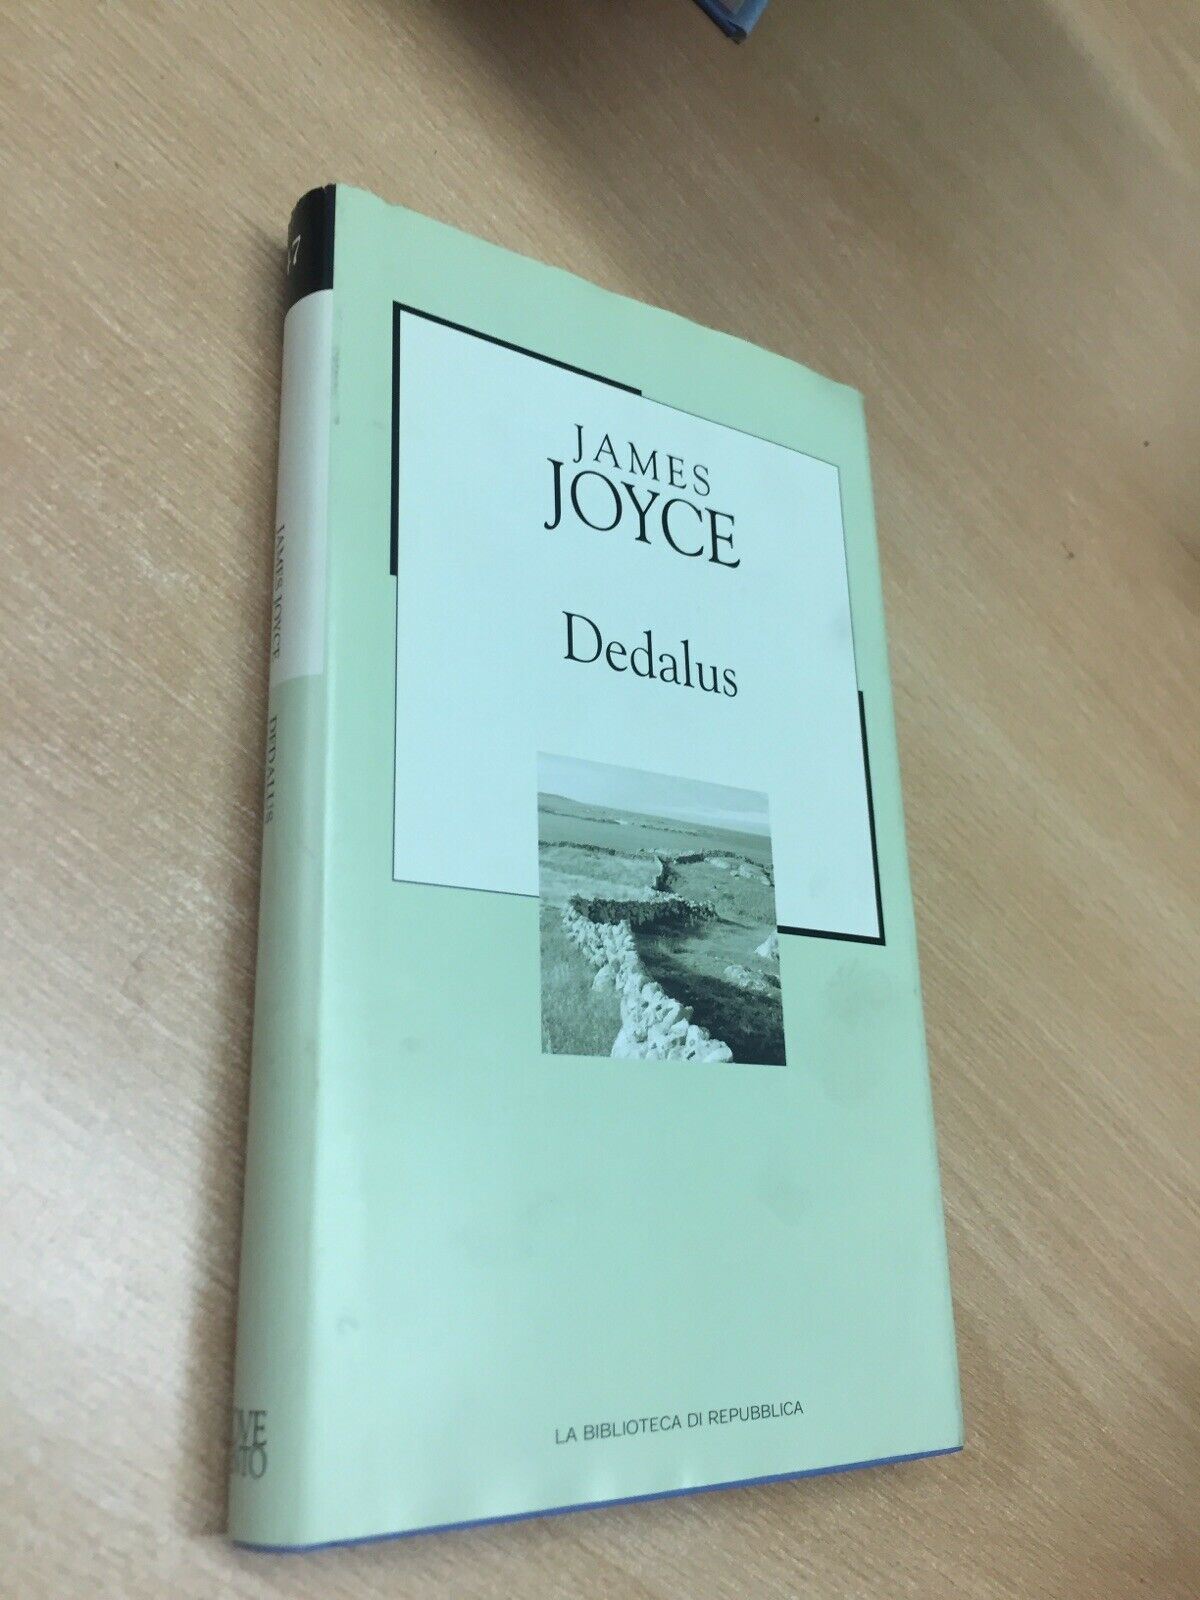 JAMES
JOYCE
Dedalus
LA BIBLIOTECA DI REPUBBLICA
JAMES JOYCE DEDALUS